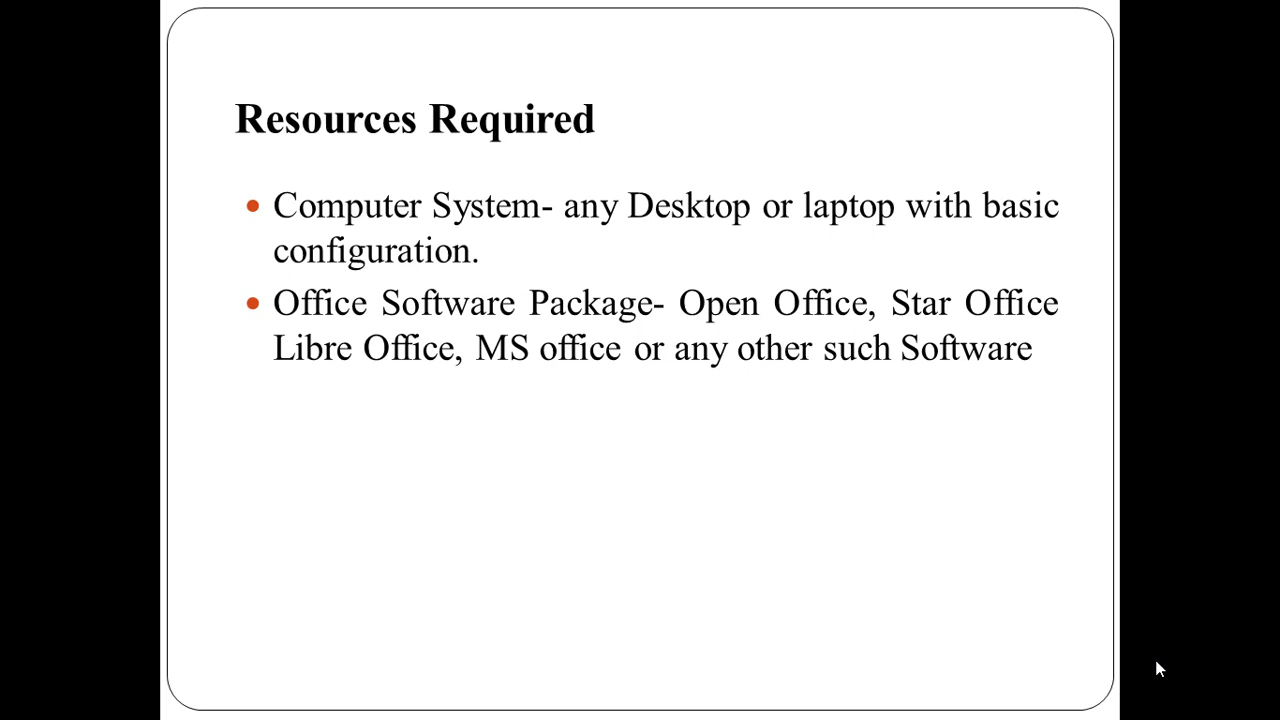 Resources Required
Computer System- any Desktop or laptop with basic
configuration.
Office Software Package- Open Office, Star Office
Libre Office, MS office or any other such Software